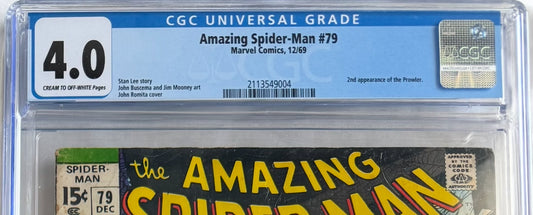 CGC UNIVERSAL GRADE
Amazing Spider-Man #79
Marvel Comics, 12/69
4.0
CREAM TO OFF-WHITE Pages
Stan Lee story
John Buscema and Jim Mooney art
John Romita cover
2nd appearance of the Prowler.
2113549004
CGC
SPIDER-MAN
15¢
79
DEC
the AMAZING
SPIDER-MAN
APPROVED
BY THE
COMICS
CODE